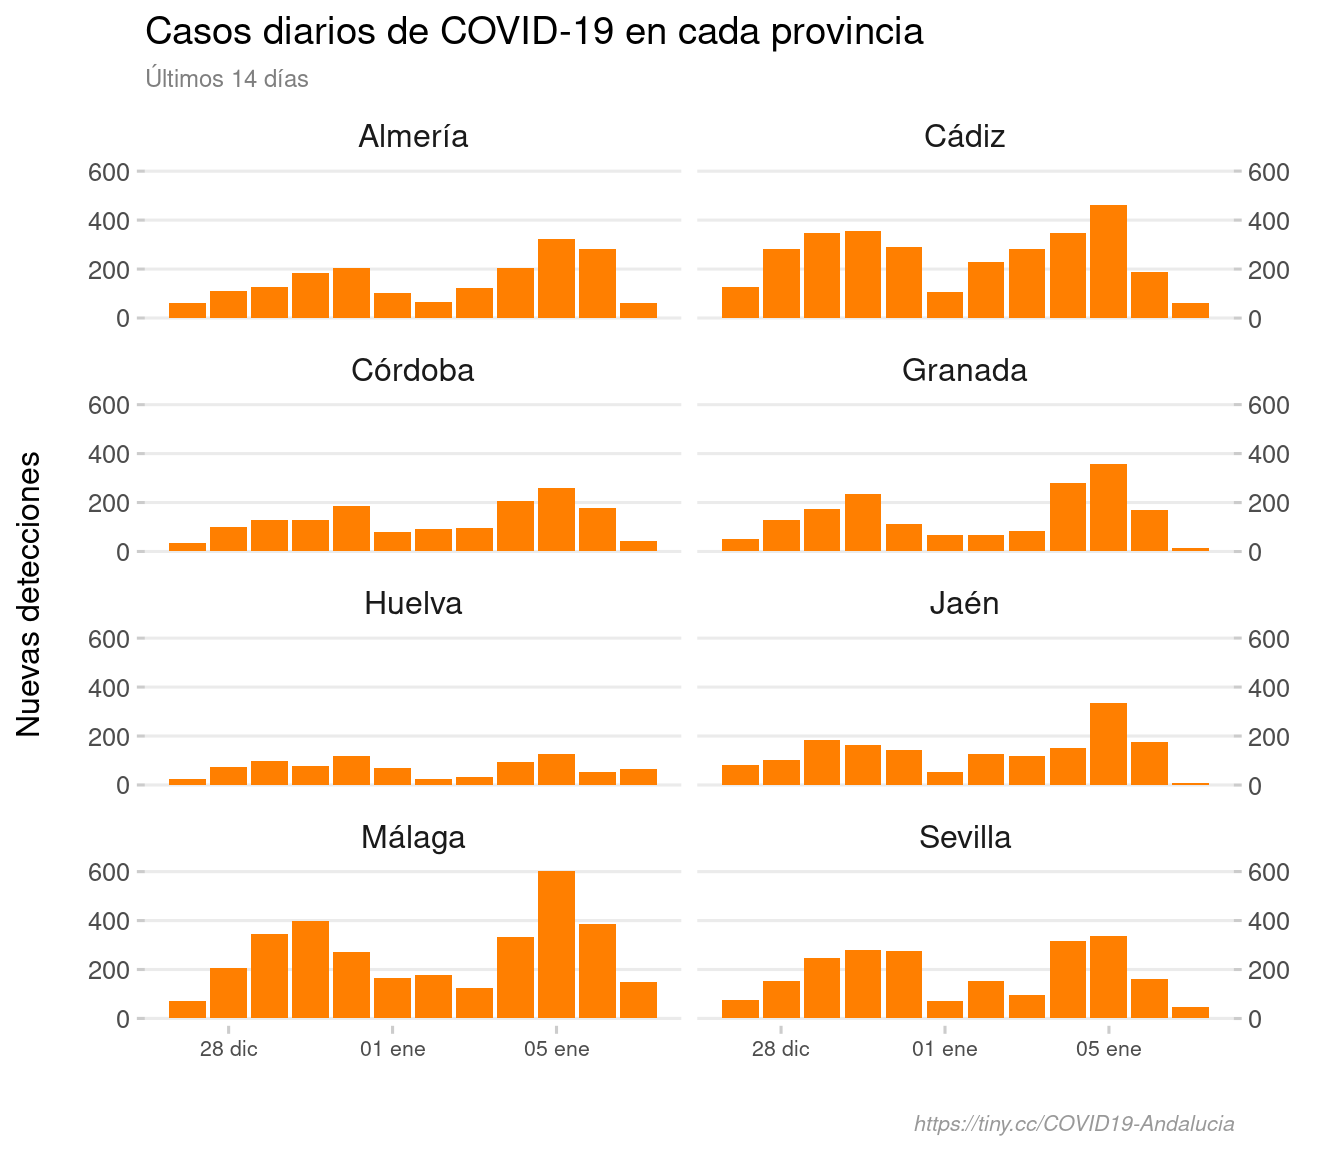 Casos diarios de COVID-19 en cada provincia
Últimos 14 días
Nuevas detecciones
Almería
Cádiz
600
400
200
0
600
400
200
0
Córdoba
Granada
600
400
200
0
600
400
200
0
Huelva
Jaén
600
400
200
0
600
400
200
0
Málaga
Sevilla
600
400
200
0
600
400
200
0
28 dic 01 ene 05 ene
28 dic 01 ene 05 ene
https://tiny.cc/COVID19-Andalucia